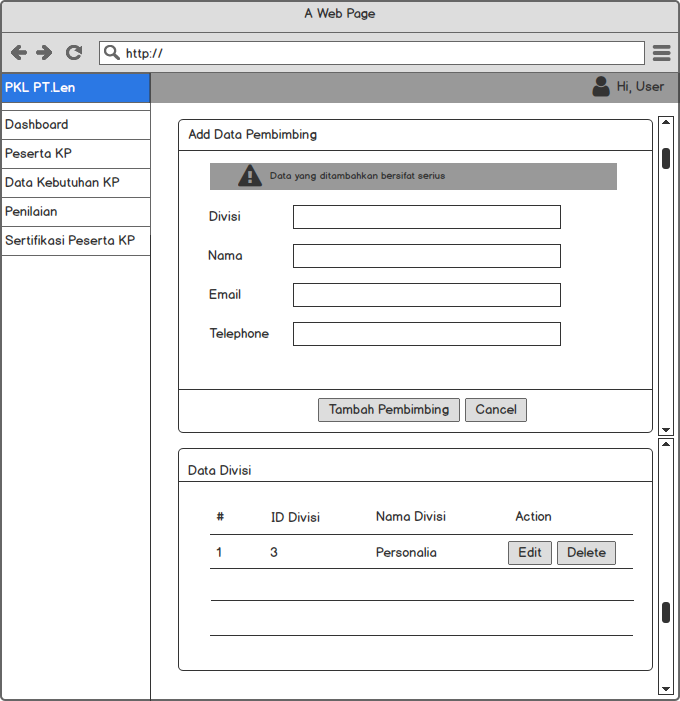 A Web Page
http://
PKL PT.Len
Hi, User
Dashboard
Peserta KP
Data Kebutuhan KP
Penilaian
Sertifikasi Peserta KP
Add Data Pembimbing
Data yang ditambahkan bersifat serius
Divisi
Nama
Email
Telephone
Tambah Pembimbing Cancel
Data Divisi
# ID Divisi Nama Divisi Action
1 3 Personalia Edit Delete